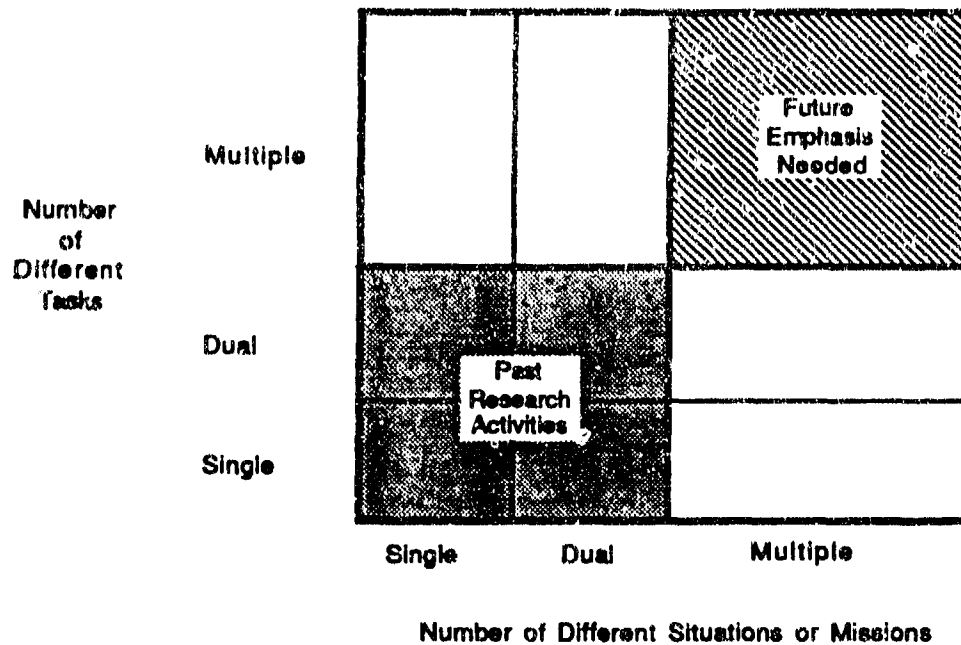 Future
Emphasis
Needed
Multiple
Number
of
Different
Tasks
Dual
Past
Research
Activities
Single
Single Dual Multiple
Number of Different Situations or Missions